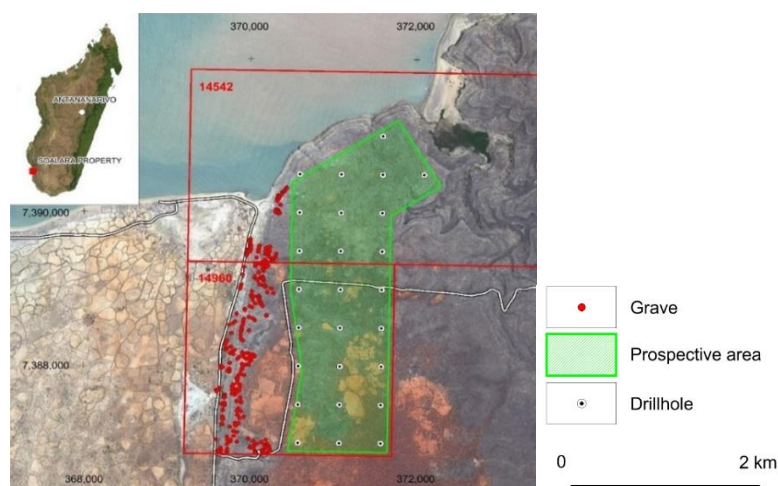 370,000
372,000
14542
ANTANANARIVO
SOALARA PROPERTY
7,390,000
14960
Grave
Prospective area
7,388,000
Drillhole
0 2 km
368,000
370,000
372,000